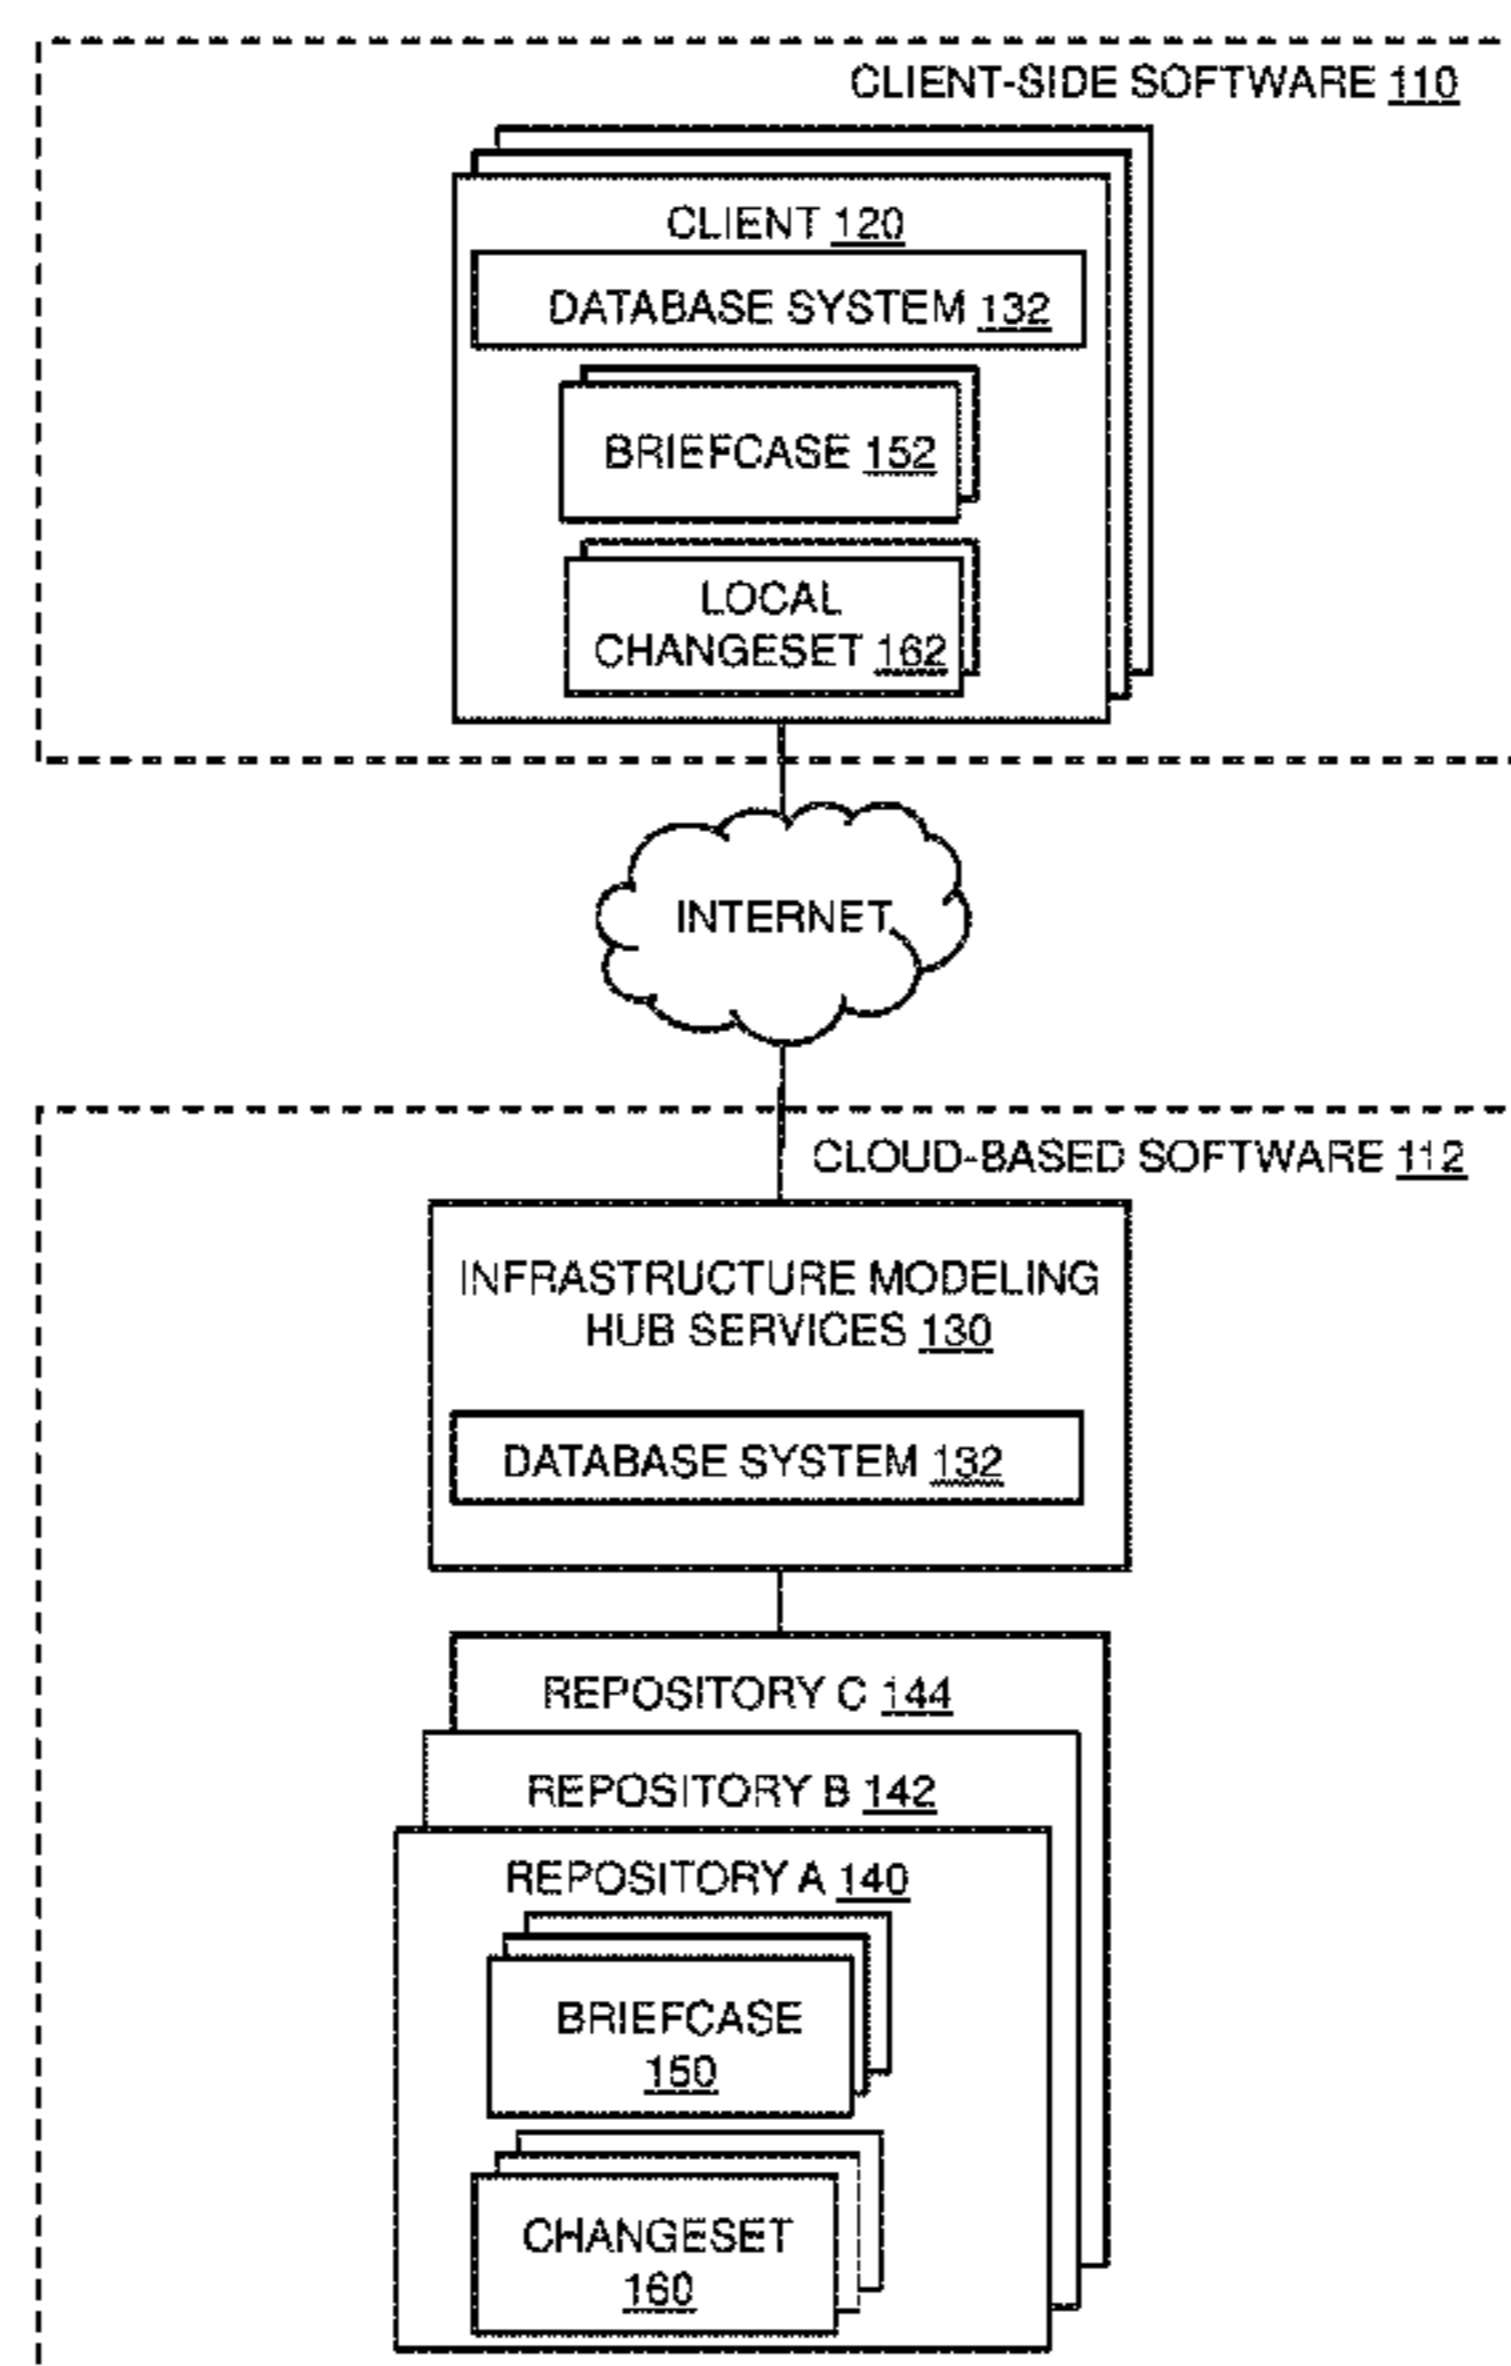 CLIENT-SIDE SOFTWARE 110
CLIENT 120
DATABASE SYSTEM 132
BRIEFCASE 152
LOCAL
CHANGESET 162
INTERNET
CLOUD-BASED SOFTWARE 112
INFRASTRUCTURE MODELING
HUB SERVICES 130
DATABASE SYSTEM 132
REPOSITORY C 144
REPOSITORY B 142
REPOSITORY A 140
BRIEFCASE
150
CHANGESET
160